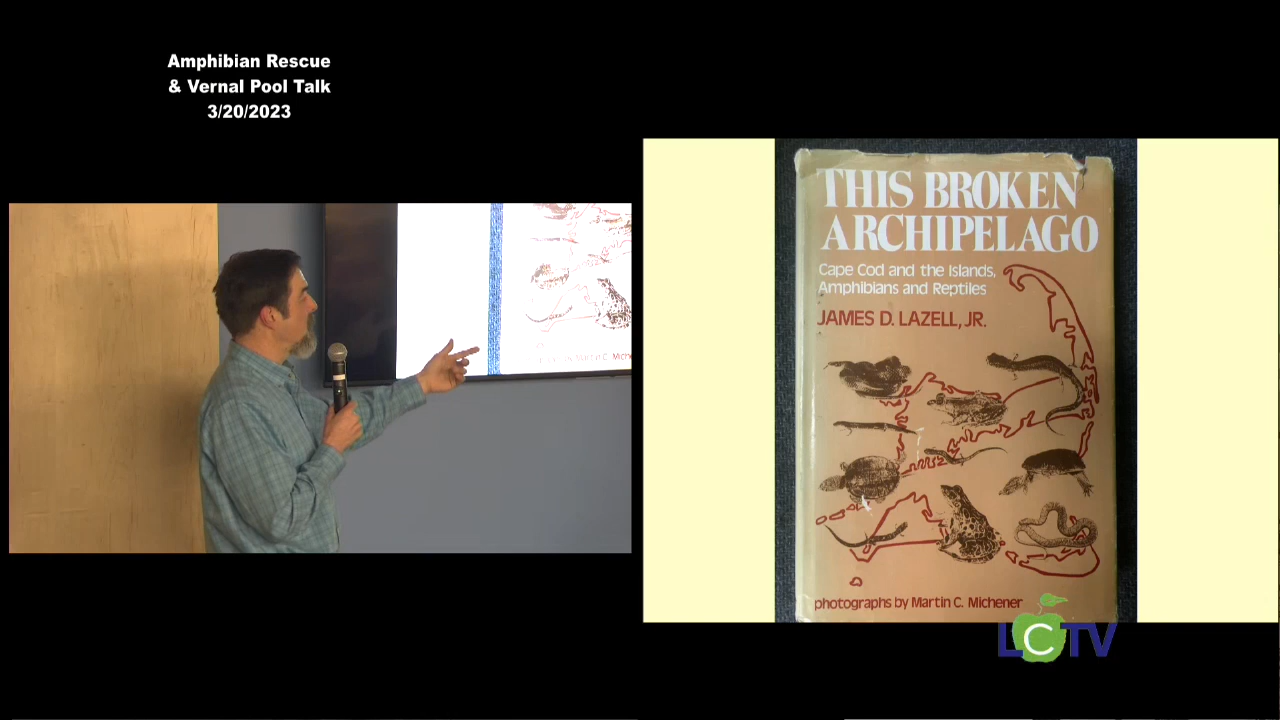 Amphibian Rescue
& Vernal Pool Talk
3/20/2023
THIS BROKEN
ARCHIPELAGO
Cape Cod and the Islands,
Amphibians and Reptiles
JAMES D. LAZELL, JR.
photographs by Martin C. Michener
LCTV
Martin C.